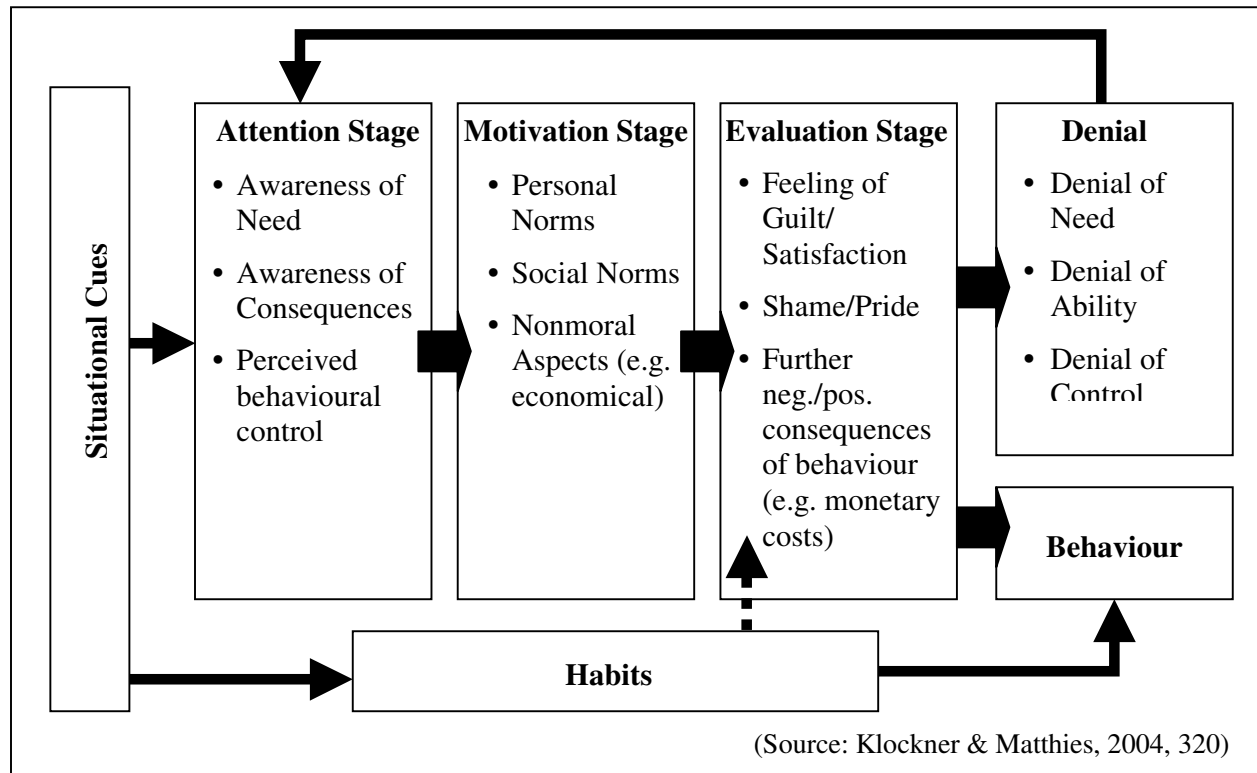 Situational Cues
Attention Stage
• Awareness of
Need
• Awareness of
Consequences
• Perceived
behavioural
control
Motivation Stage
• Personal
Norms
• Social Norms
• Nonmoral
Aspects (e.g.
economical)
Evaluation Stage
• Feeling of
Guilt/
Satisfaction
• Shame/Pride
• Further
neg./pos.
consequences
of behaviour
(e.g. monetary
costs)
Denial
• Denial of
Need
• Denial of
Ability
• Denial of
Control
Behaviour
Habits
(Source: Klockner & Matthies, 2004, 320)